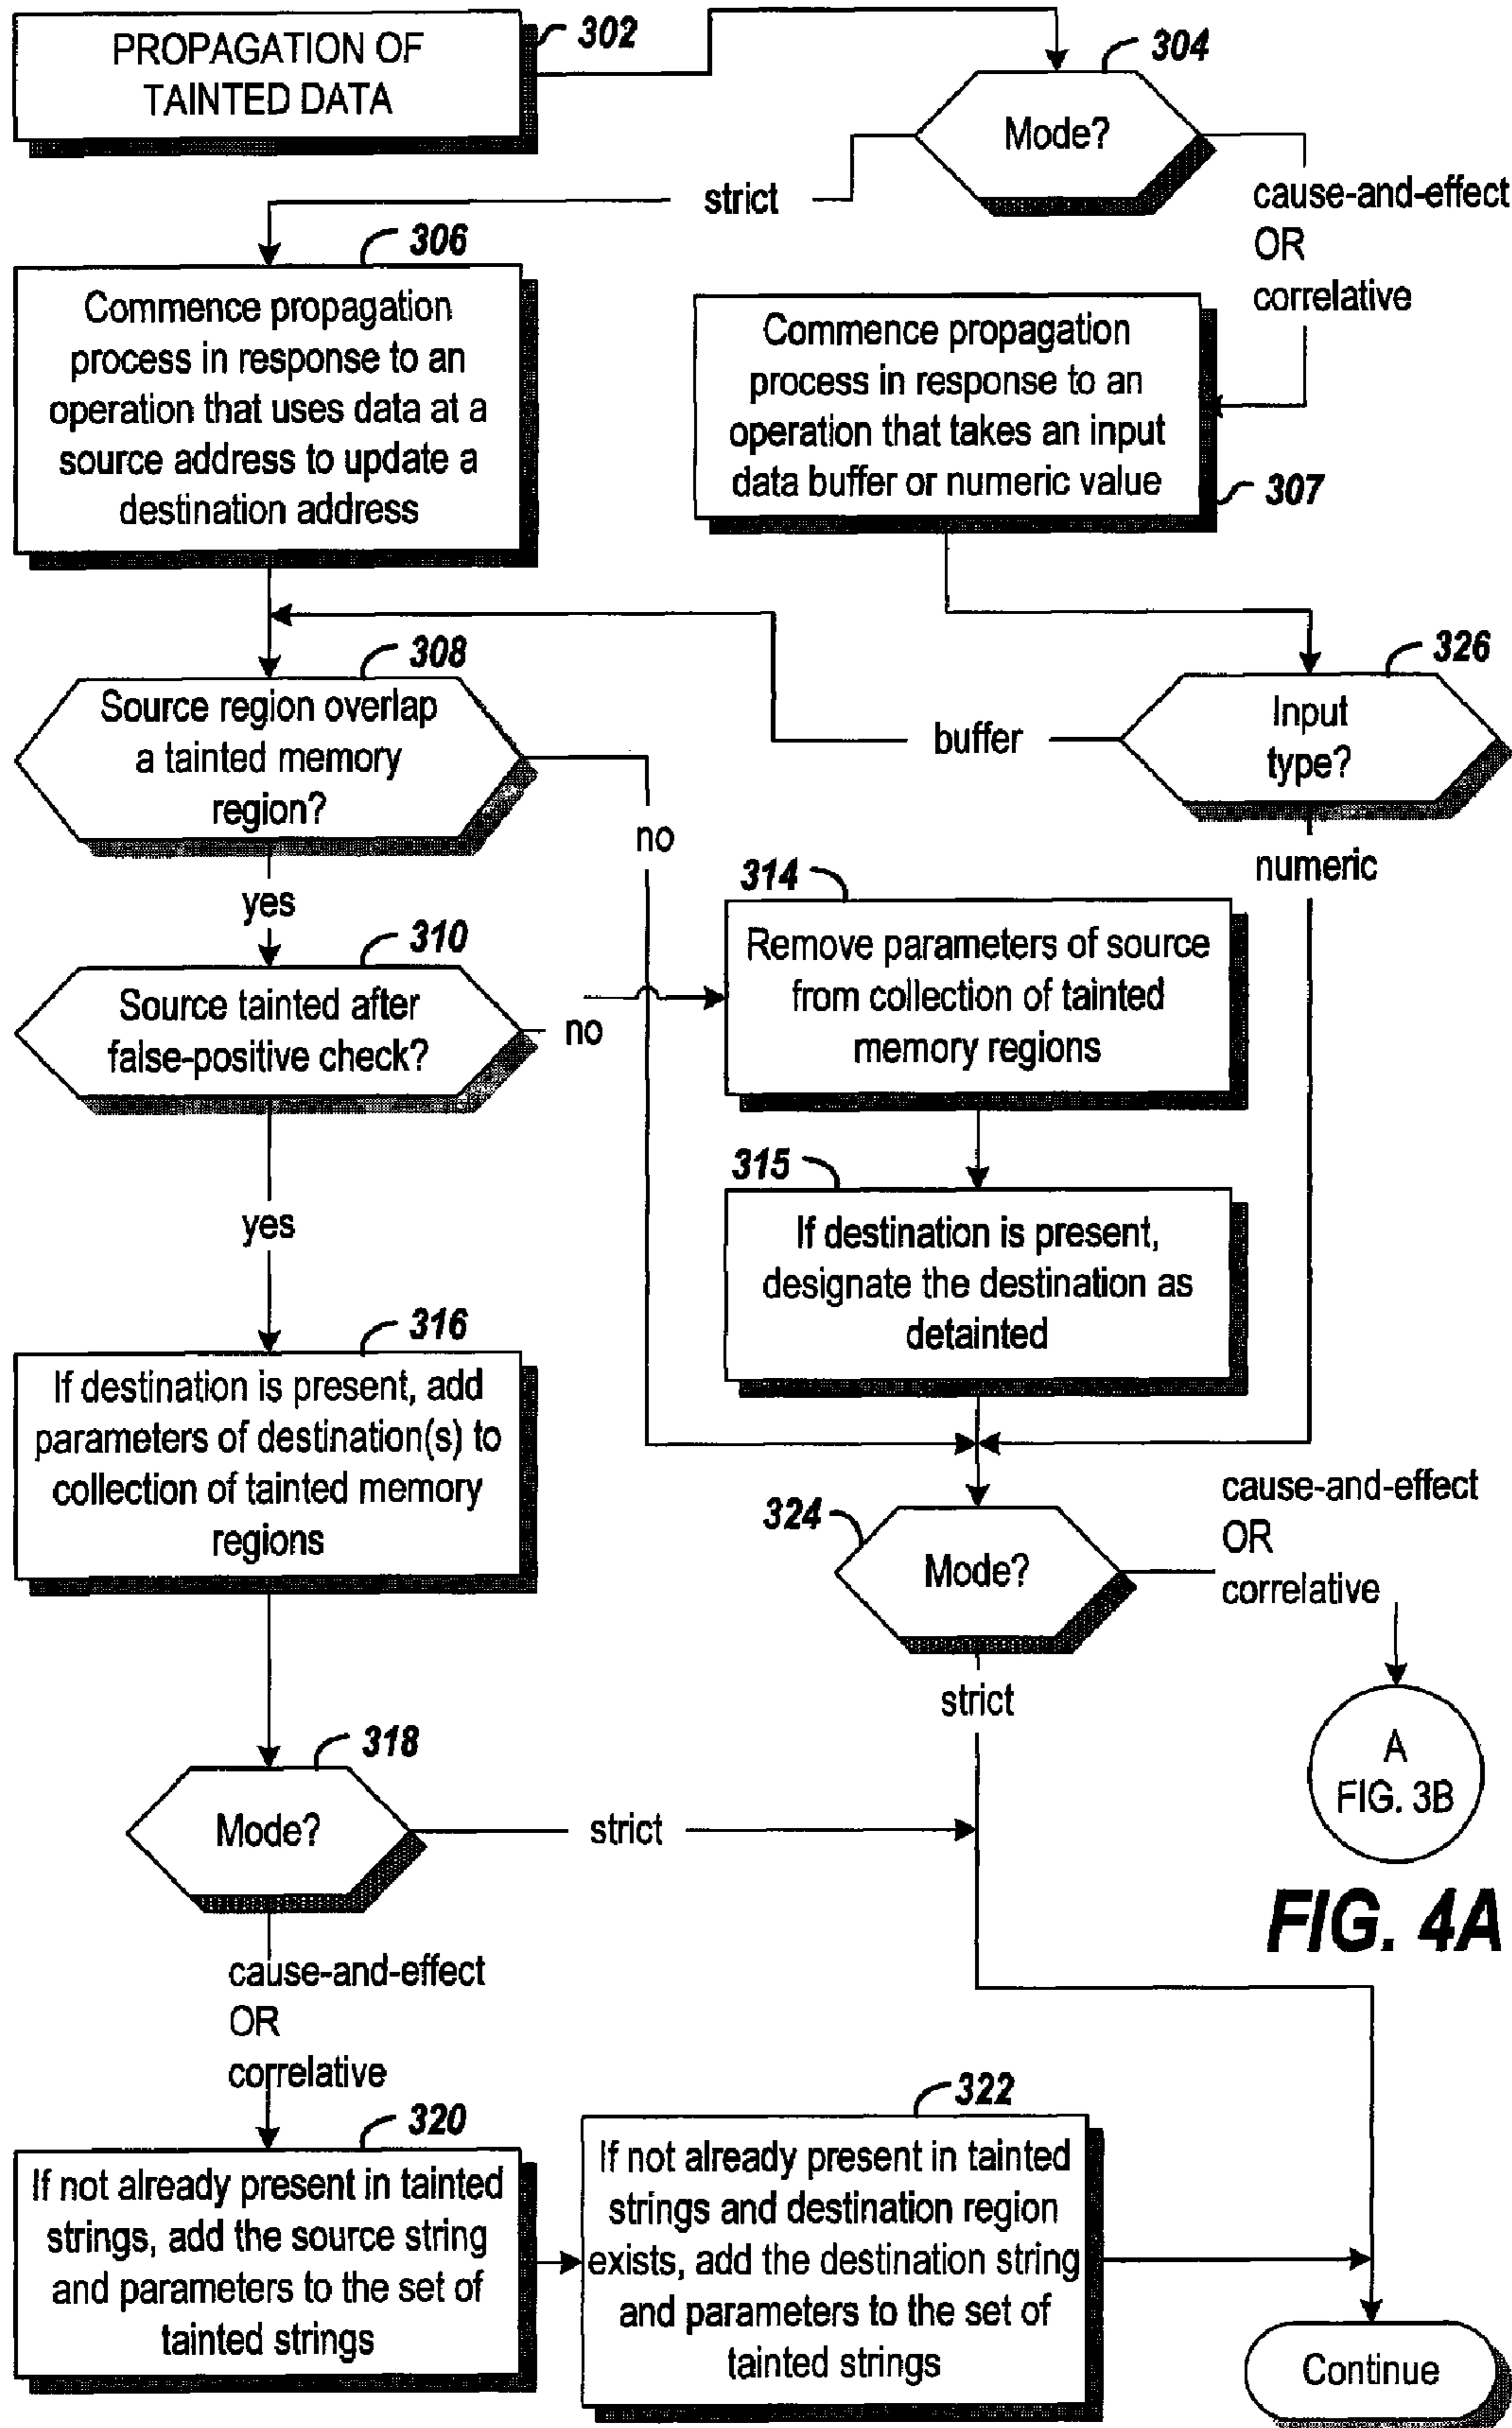 PROPAGATION OF
TAINTED DATA
302
304
Mode?
strict
cause-and-effect
OR
correlative
306
Commence propagation
process in response to an
operation that uses data at a
source address to update a
destination address
Commence propagation
process in response to an
operation that takes an input
data buffer or numeric value
307
308
Source region overlap
a tainted memory
region?
326
Input
type?
buffer
no
numeric
yes
310
Source tainted after
false-positive check?
no
314
Remove parameters of source
from collection of tainted
memory regions
315
If destination is present,
designate the destination as
detainted
yes
316
If destination is present, add
parameters of destination(s) to
collection of tainted memory
regions
324
Mode?
cause-and-effect
OR
correlative
strict
A
FIG. 3B
318
Mode?
strict
FIG. 4A
cause-and-effect
OR
correlative
320
If not already present in tainted
strings, add the source string
and parameters to the set of
tainted strings
322
If not already present in tainted
strings and destination region
exists, add the destination string
and parameters to the set of
tainted strings
Continue